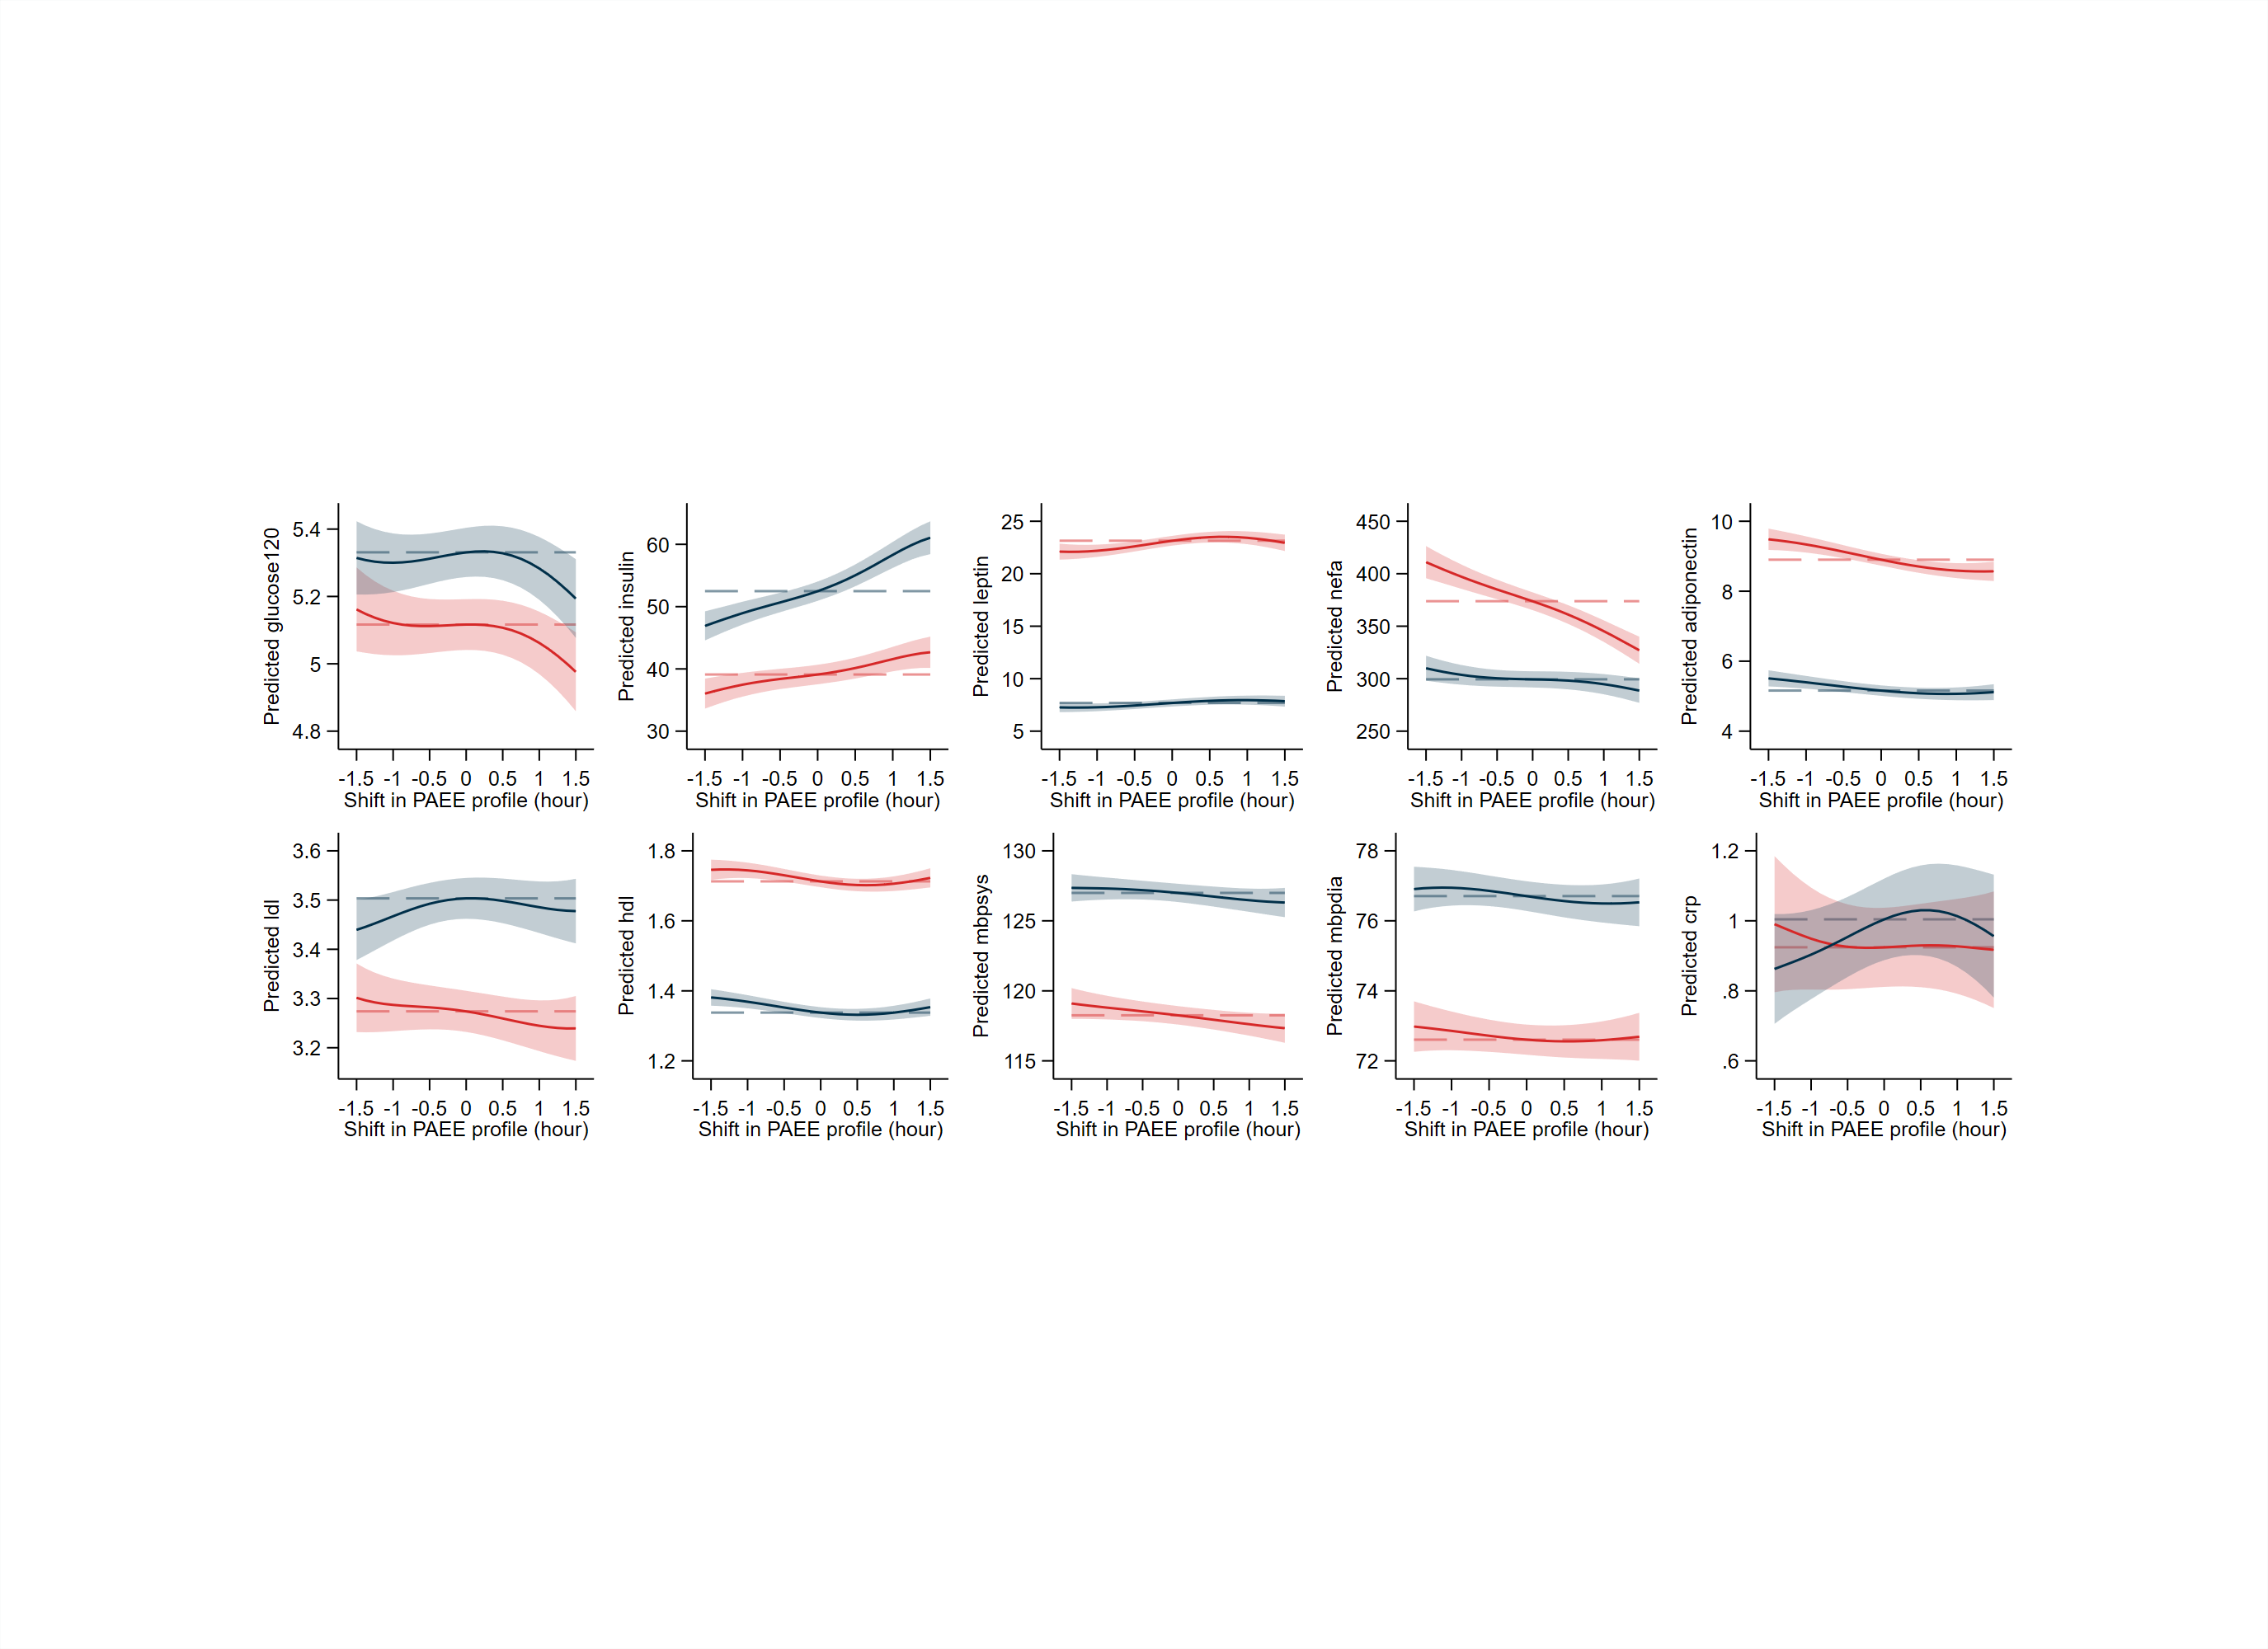 Predicted glucose120
5.4
5.2
5
4.8
-1.5 -1 -0.5 0 0.5 1 1.5
Shift in PAEE profile (hour)
Predicted insulin
60
50
40
30
-1.5 -1 -0.5 0 0.5 1 1.5
Shift in PAEE profile (hour)
Predicted leptin
25
20
15
10
5
-1.5 -1 -0.5 0 0.5 1 1.5
Shift in PAEE profile (hour)
Predicted nefa
450
400
350
300
250
-1.5 -1 -0.5 0 0.5 1 1.5
Shift in PAEE profile (hour)
Predicted adiponectin
10
8
6
4
-1.5 -1 -0.5 0 0.5 1 1.5
Shift in PAEE profile (hour)
Predicted ldl
3.6
3.5
3.4
3.3
3.2
-1.5 -1 -0.5 0 0.5 1 1.5
Shift in PAEE profile (hour)
Predicted hdl
1.8
1.6
1.4
1.2
-1.5 -1 -0.5 0 0.5 1 1.5
Shift in PAEE profile (hour)
Predicted mbpsys
130
125
120
115
-1.5 -1 -0.5 0 0.5 1 1.5
Shift in PAEE profile (hour)
Predicted mbpdia
78
76
74
72
-1.5 -1 -0.5 0 0.5 1 1.5
Shift in PAEE profile (hour)
Predicted crp
1.2
1
.8
.6
-1.5 -1 -0.5 0 0.5 1 1.5
Shift in PAEE profile (hour)